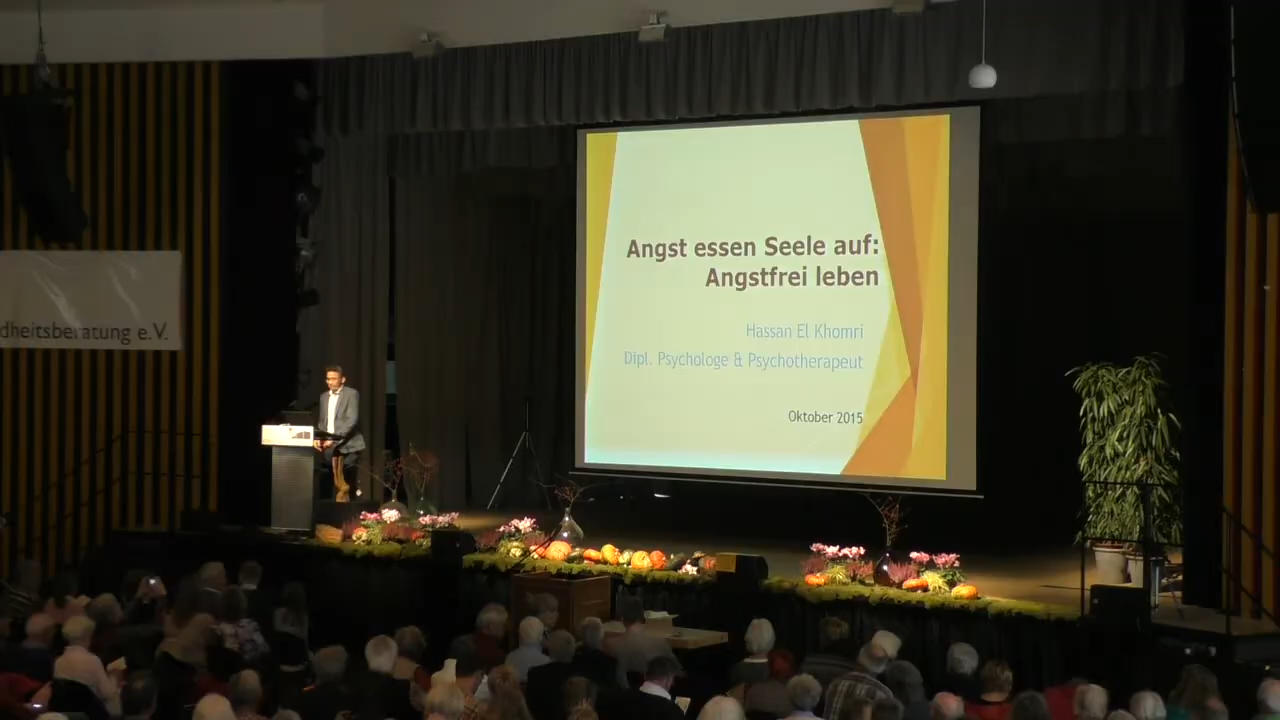 Angst essen Seele auf:
Angstfrei leben
Hassan El Khomri
Dipl. Psychologe & Psychotherapeut
Oktober 2015
dheitsberatung e.V.